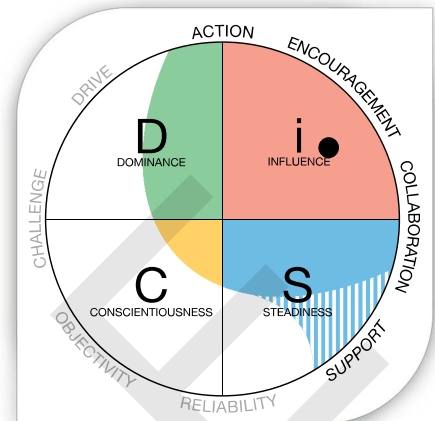 ACTION
ENCOURAGEMENT
DRIVE
D
DOMINANCE
i
INFLUENCE
CHALLENGE
COLLABORATION
C
CONSCIENTIOUSNESS
S
STEADINESS
OBJECTIVITY
SUPPORT
RELIABILITY